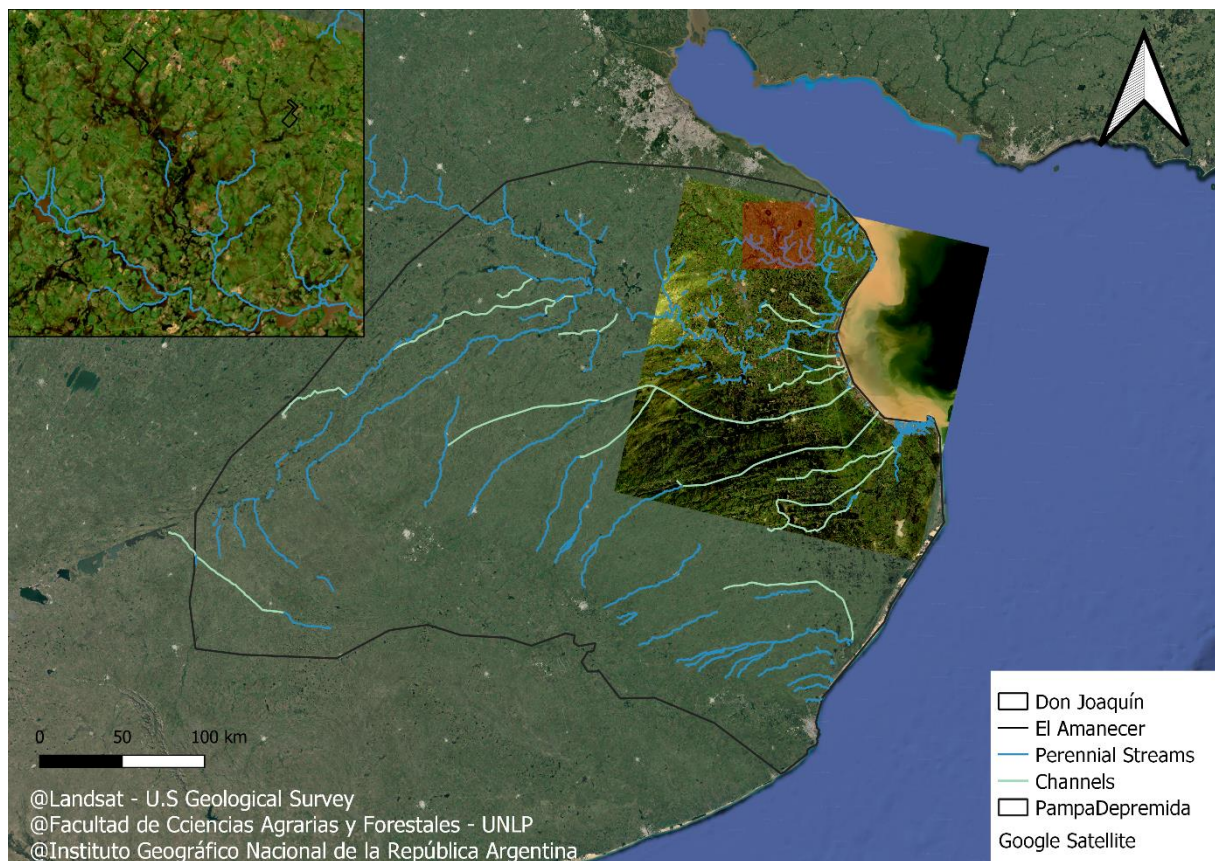 Don Joaquín
El Amanecer
Perennial Streams
Channels
PampaDepremida
Google Satellite
0 50 100 km
@Landsat - U.S Geological Survey
@Facultad de Cciencias Agrarias y Forestales - UNLP
@Instituto Geográfico Nacional de la República Argentina